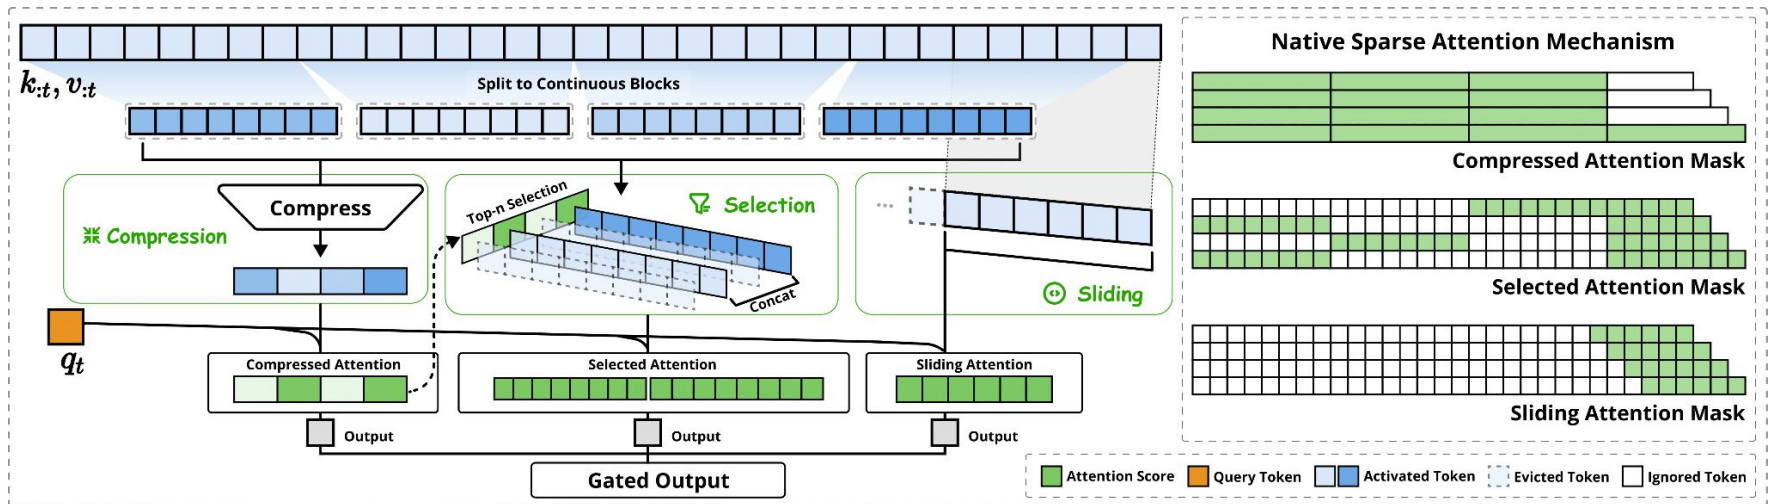 k:t, v:t
Split to Continuous Blocks
Compression
Compress
Top-n Selection
Selection
Concat
...
Sliding
qt
Compressed Attention
Selected Attention
Sliding Attention
Output
Output
Output
Gated Output
Native Sparse Attention Mechanism
Compressed Attention Mask
Selected Attention Mask
Sliding Attention Mask
Attention Score
Query Token
Activated Token
Evicted Token
Ignored Token